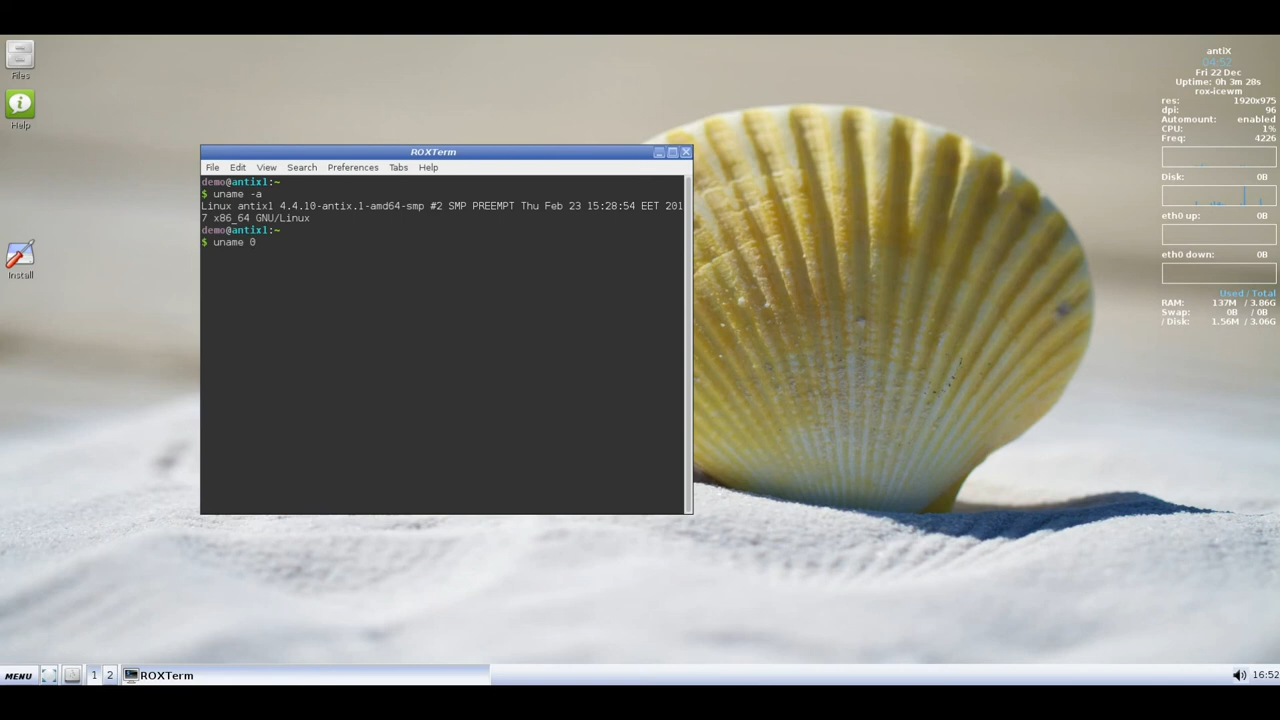 Files
Help
Install
ROXTerm
File Edit View Search Preferences Tabs Help
demo@antix1:~
$ uname -a
Linux antix1 4.4.10-antix.1-amd64-smp #2 SMP PREEMPT Thu Feb 23 15:28:54 EET 201
7 x86_64 GNU/Linux
demo@antix1:~
$ uname 0
antiX
04:52
Fri 22 Dec
Uptime: 0h 3m 28s
rox-icewm
res: 1920x975
dpi: 96
Automount: enabled
CPU: 1%
Freq: 4226
Disk: 0B
eth0 up: 0B
eth0 down: 0B
Used / Total
RAM: 137M / 3.86G
Swap: 0B / 0B
/ Disk: 1.56M / 3.06G
MENU 1 2 ROXTerm 16:52